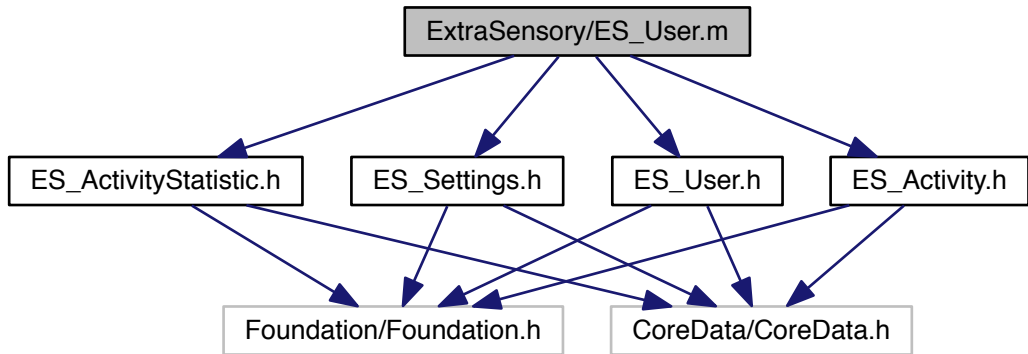 ExtraSensory/ES_User.m
ES_ActivityStatistic.h
ES_Settings.h
ES_User.h
ES_Activity.h
Foundation/Foundation.h
CoreData/CoreData.h